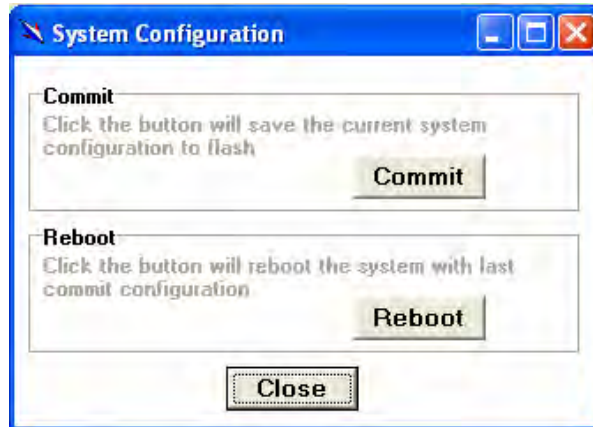 System Configuration
Commit
Click the button will save the current system
configuration to flash
Commit
Reboot
Click the button will reboot the system with last
commit configuration
Reboot
Close